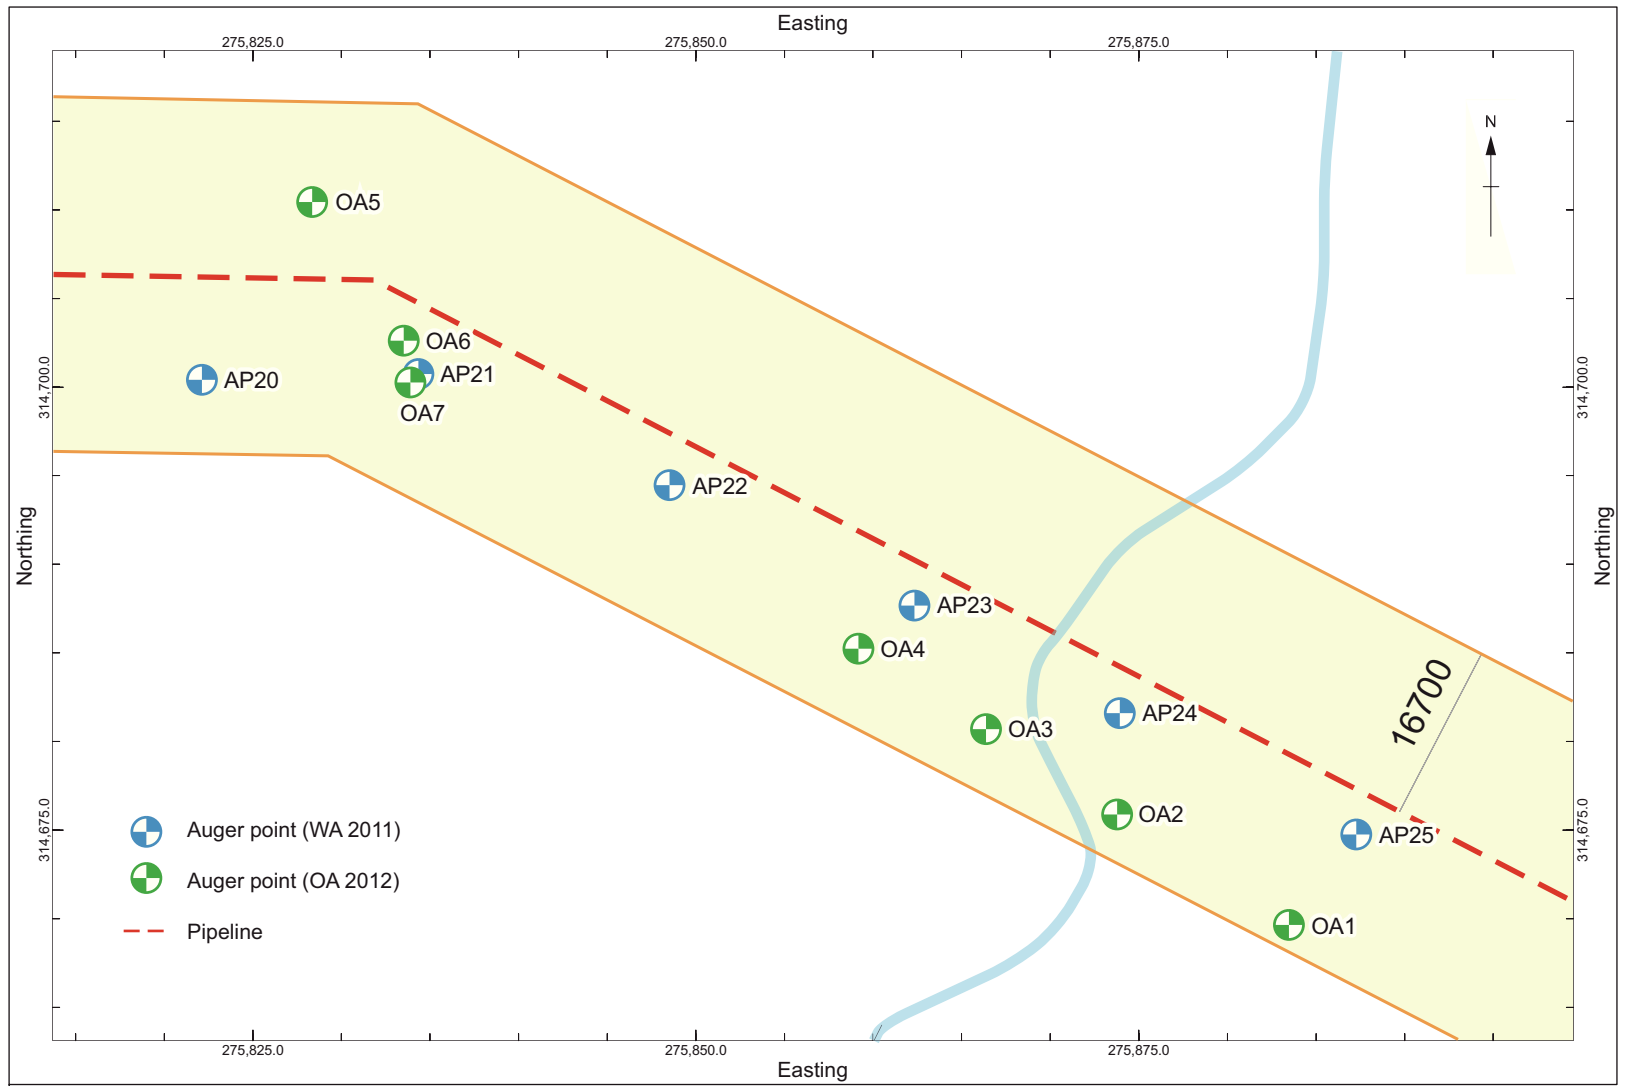 Easting
275,825.0 275,850.0 275,875.0
N
OA5
OA6
AP20
AP21
OA7
314,700.0
314,700.0
AP22
Northing
Northing
AP23
OA4
16700
AP24
OA3
OA2
314,675.0
314,675.0
Auger point (WA 2011)
AP25
Auger point (OA 2012)
OA1
Pipeline
275,825.0 275,850.0 275,875.0
Easting